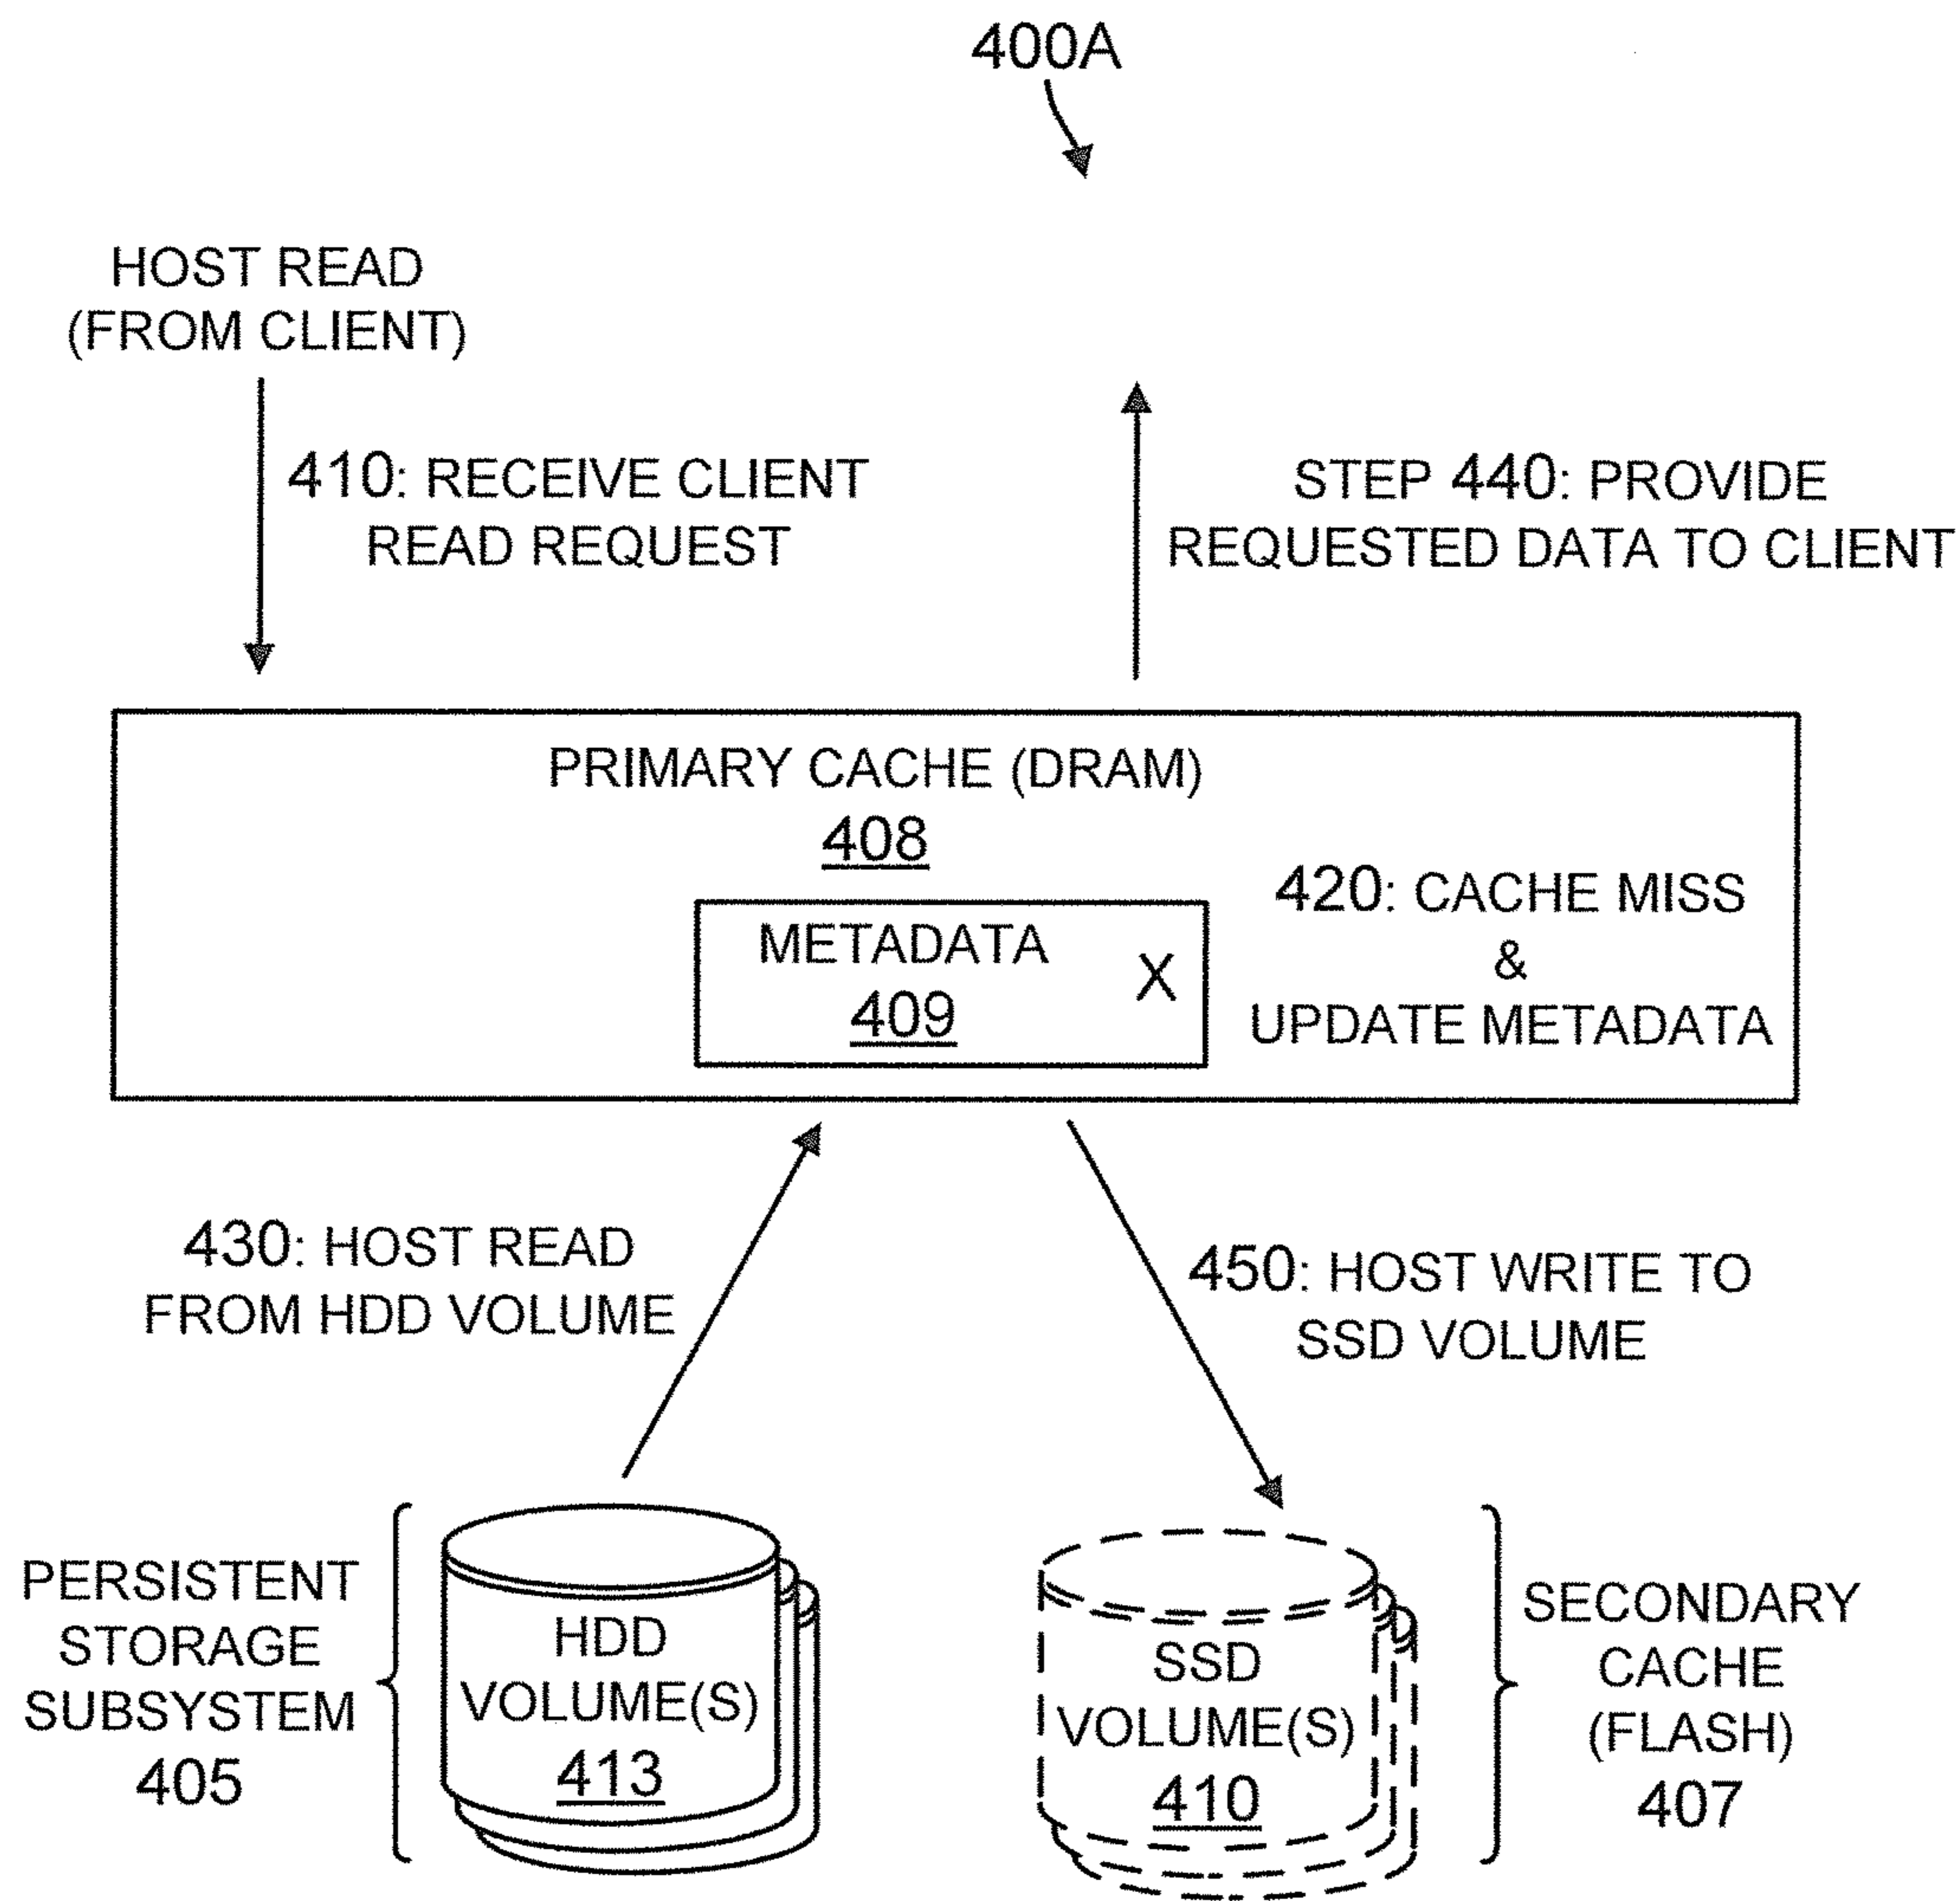 400A
HOST READ
(FROM CLIENT)
410: RECEIVE CLIENT
READ REQUEST
STEP 440: PROVIDE
REQUESTED DATA TO CLIENT
PRIMARY CACHE (DRAM)
408
METADATA
409
X
420: CACHE MISS
&
UPDATE METADATA
430: HOST READ
FROM HDD VOLUME
450: HOST WRITE TO
SSD VOLUME
PERSISTENT
STORAGE
SUBSYSTEM
405
HDD
VOLUME(S)
413
SSD
VOLUME(S)
410
SECONDARY
CACHE
(FLASH)
407